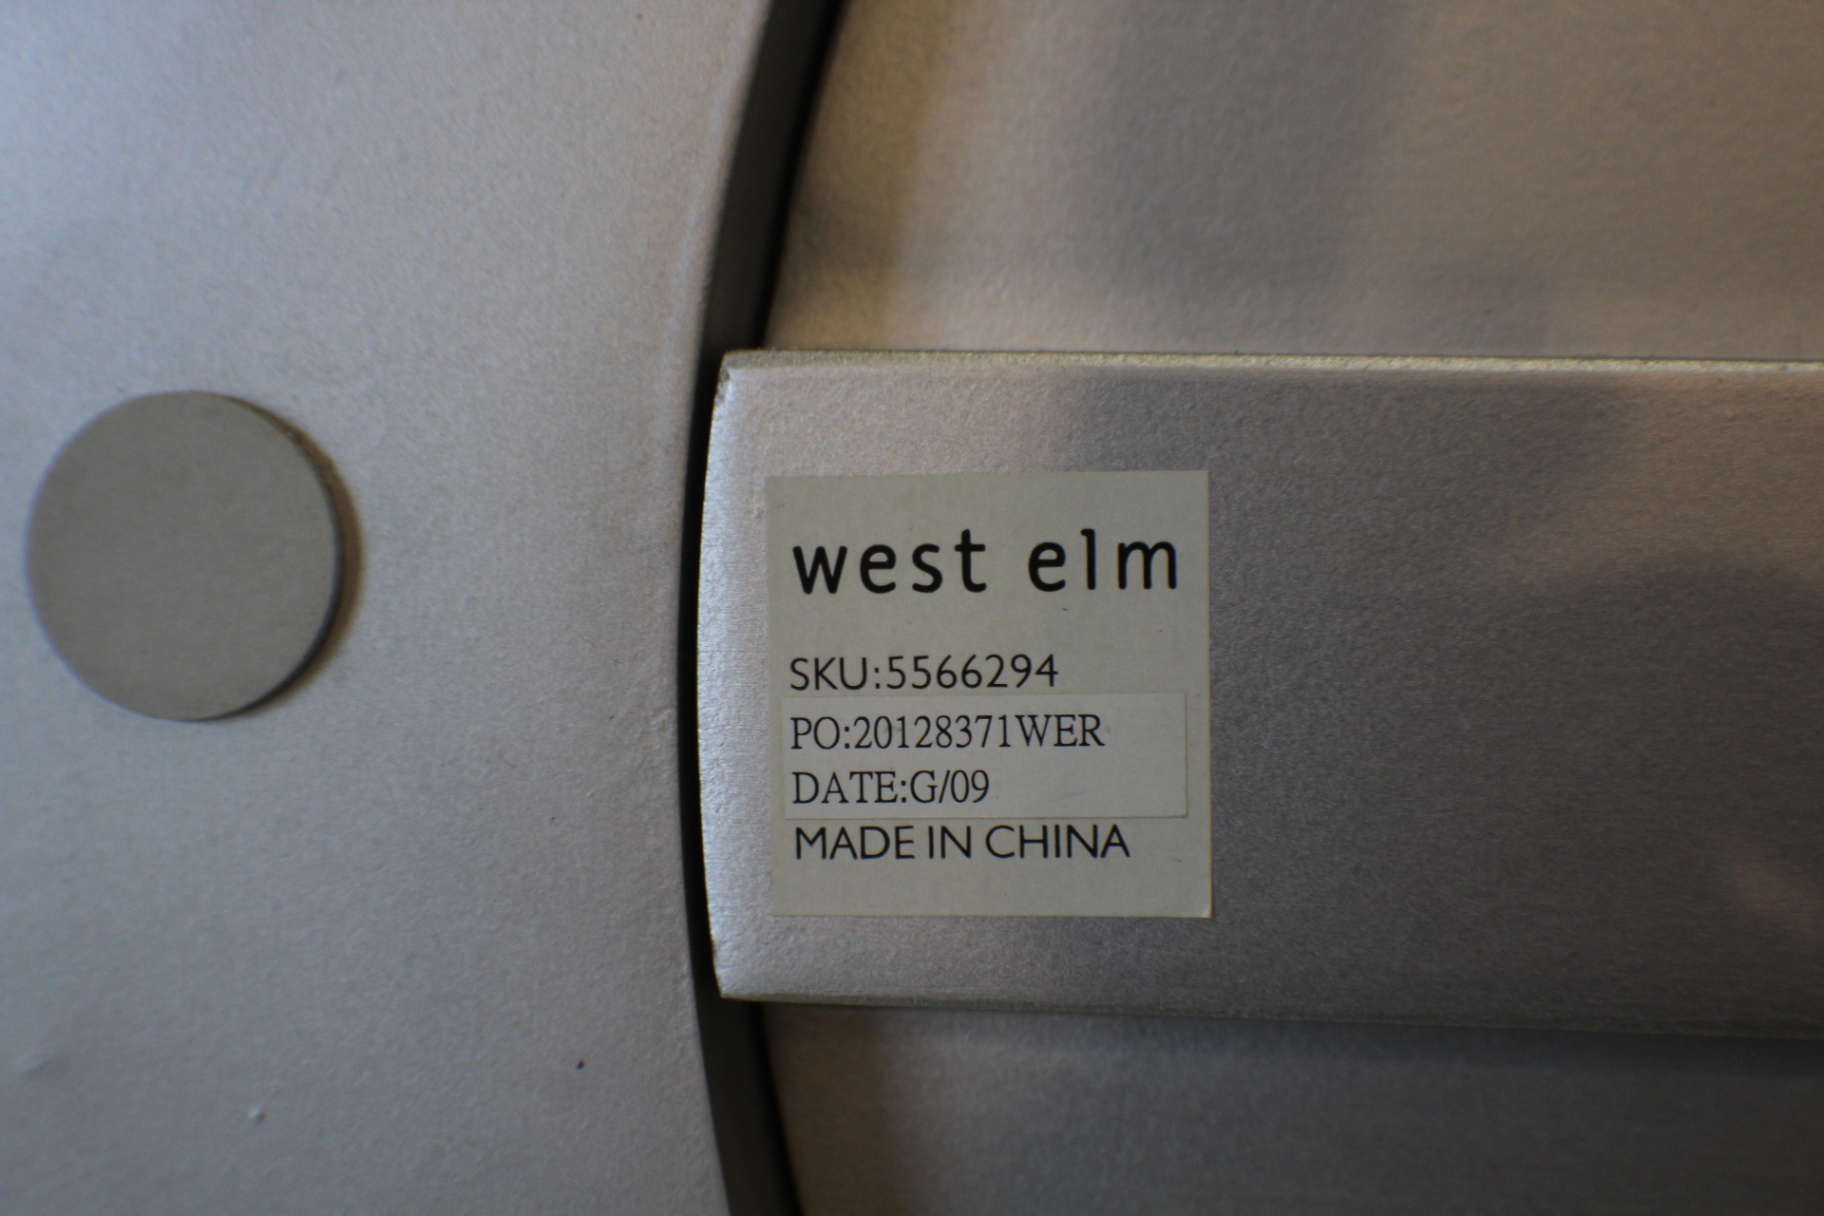 west elm
SKU:5566294
PO:20128371WER
DATE:G/09
MADE IN CHINA